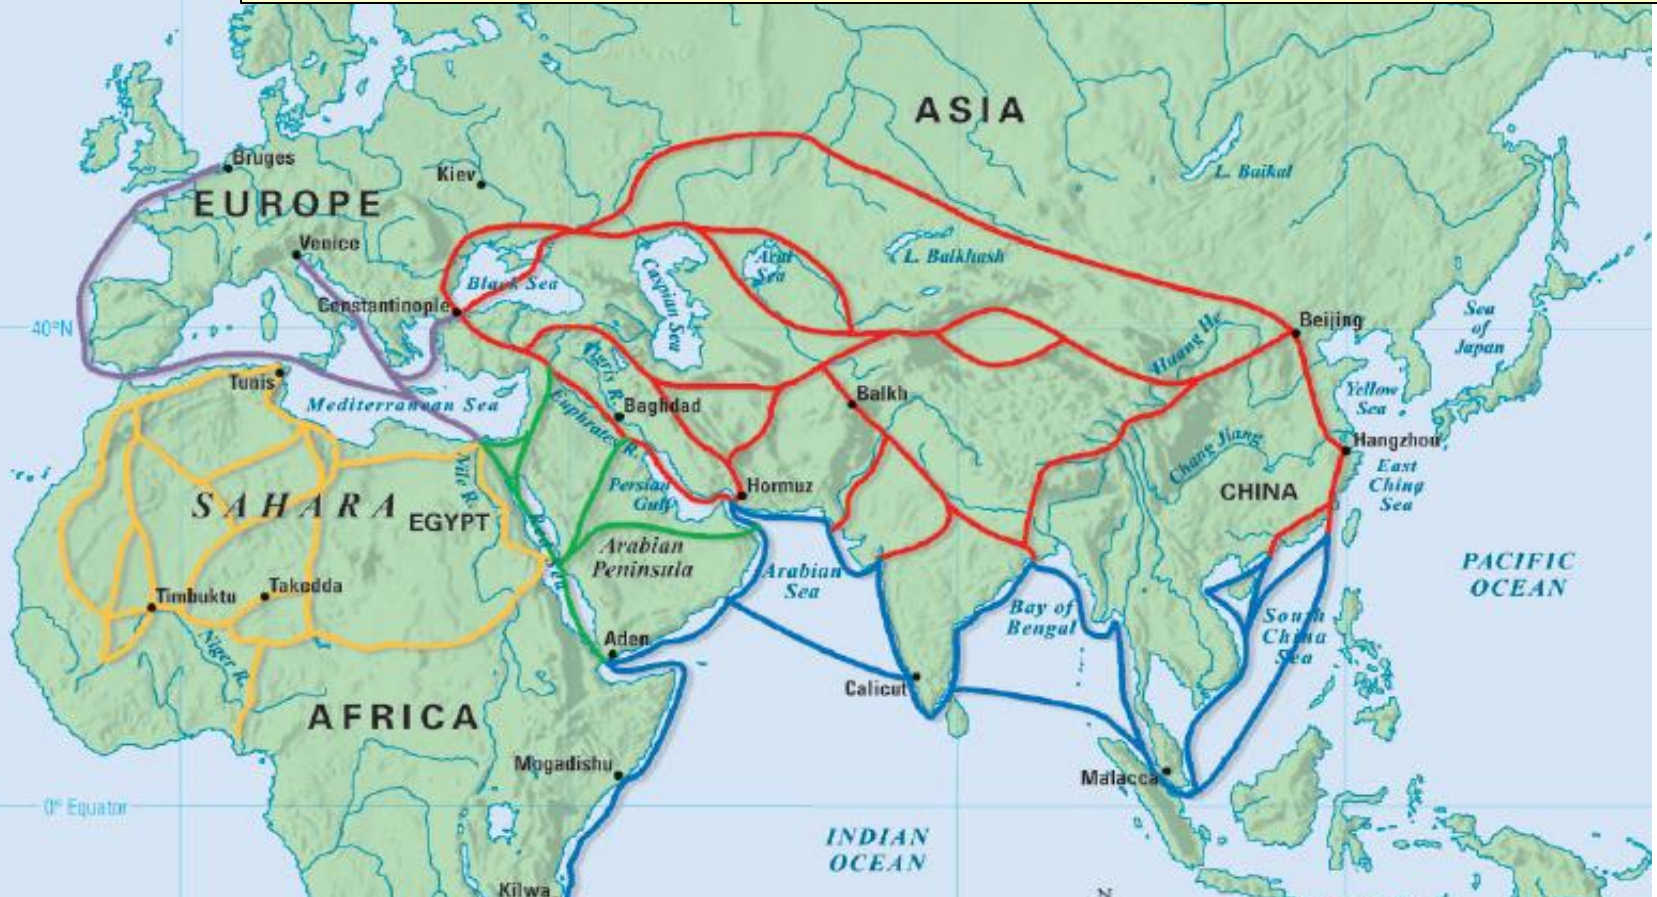 ASIA
Bruges
L. Baikal
Kiev
EUROPE
Venice
Aral
Sea
L. Balkhash
Black Sea
Caspian Sea
Constantinople
Sea
of
Japan
40°N
Beijing
Huang He
Tigris R.
Tunis
Balkh
Yellow
Sea
Mediterranean Sea
Baghdad
Euphrates R.
Hangzhou
Chang Jiang
East
China
Sea
Nile R.
Persian
Gulf
Hormuz
CHINA
SAHARA
EGYPT
Red Sea
Arabian
Peninsula
PACIFIC
OCEAN
Arabian
Sea
Takedda
Timbuktu
Bay of
Bengal
South
China
Sea
Niger R.
Aden
Calicut
AFRICA
Mogadishu
Malacca
0° Equator
INDIAN
OCEAN
Kilwa
N